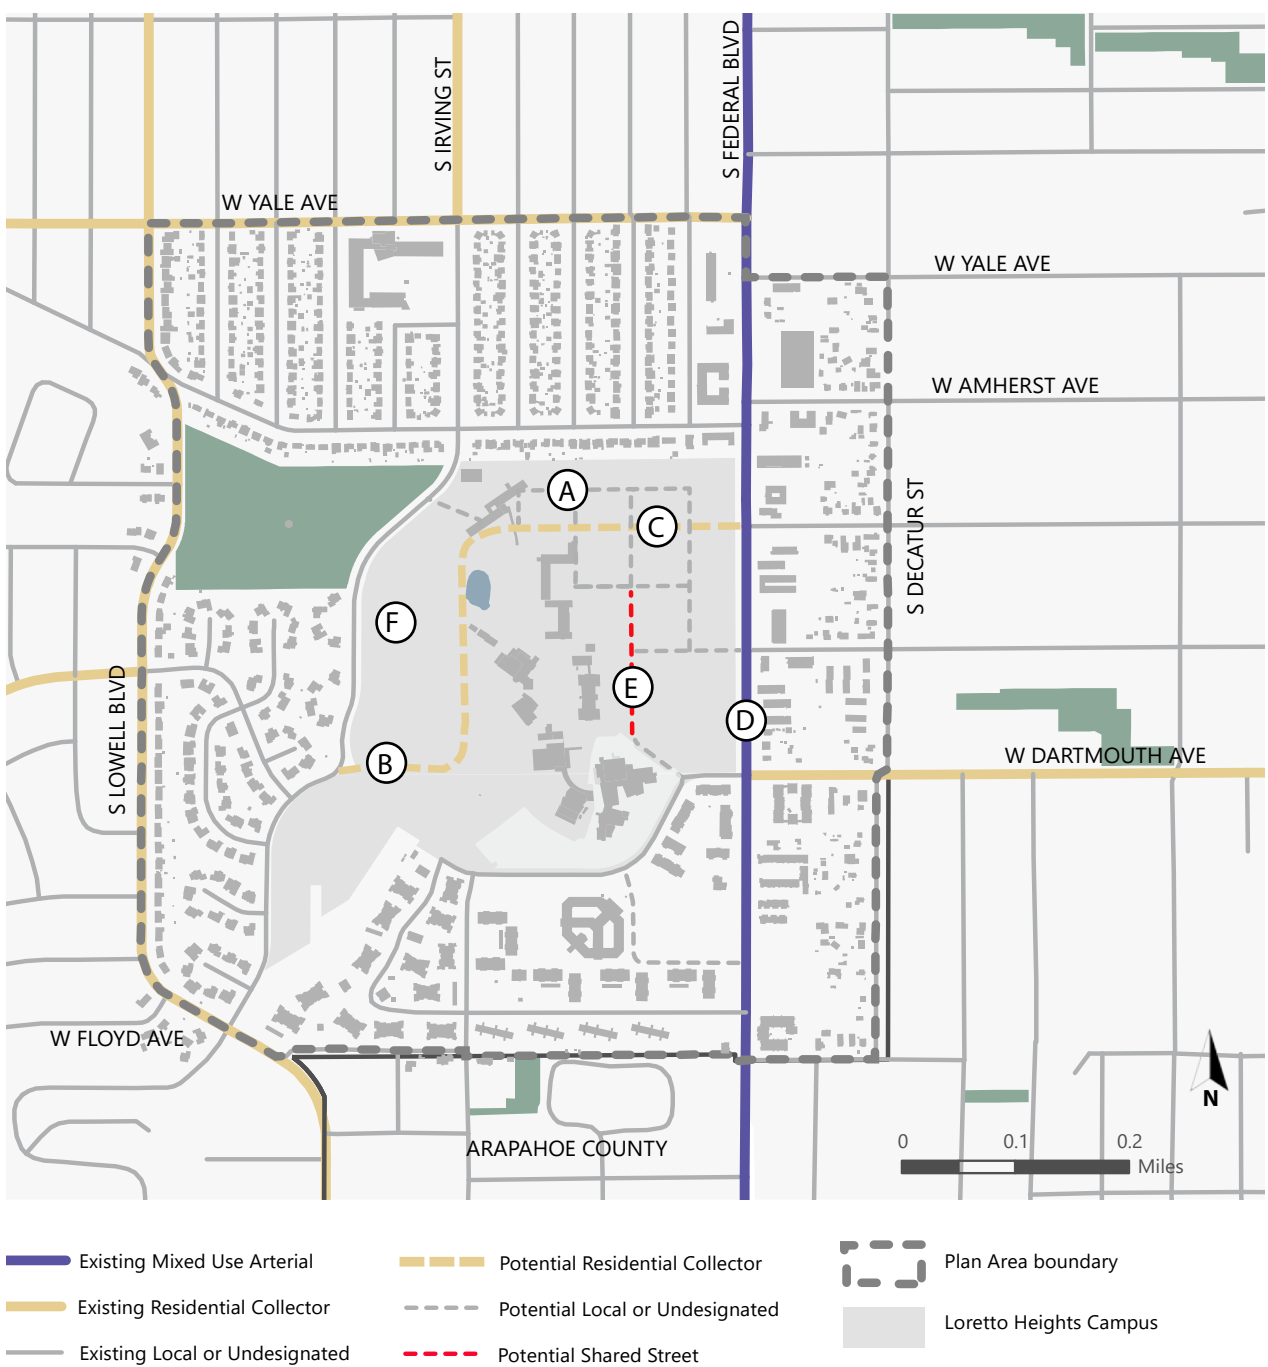 S IRVING ST
S FEDERAL BLVD
W YALE AVE
W YALE AVE
W AMHERST AVE
A
C
S DECATUR ST
F
S LOWELL BLVD
E
D
B
W DARTMOUTH AVE
W FLOYD AVE
N
ARAPAHOE COUNTY
0 0.1 0.2
Miles
Existing Mixed Use Arterial
Existing Residential Collector
Existing Local or Undesignated
Potential Residential Collector
Potential Local or Undesignated
Potential Shared Street
Plan Area boundary
Loretto Heights Campus